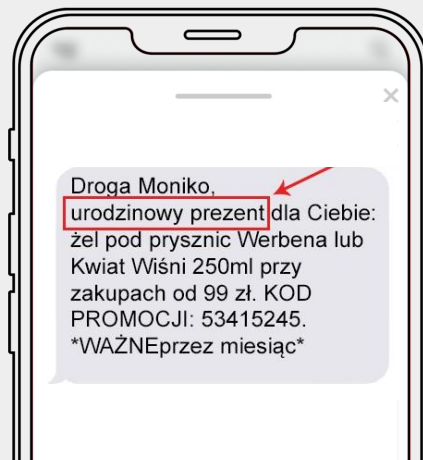 Droga Moniko,
urodzinowy prezent dla Ciebie:
żel pod prysznic Werbena lub
Kwiat Wiśni 250ml przy
zakupach od 99 zł. KOD
PROMOCJI: 53415245.
*WAŻNEprzez miesiąc*